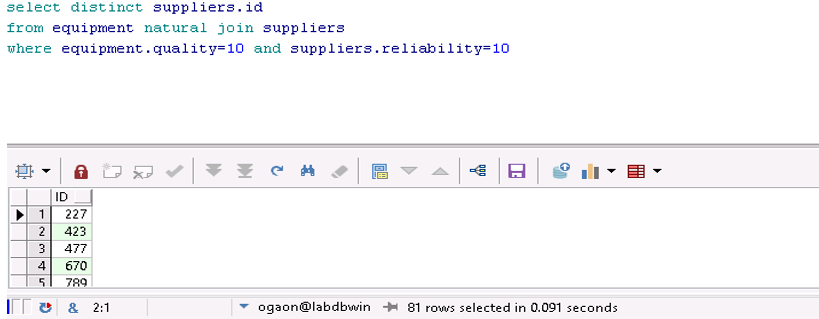 select distinct suppliers.id
from equipment natural join suppliers
where equipment.quality=10 and suppliers.reliability=10
ID
1 227
2 423
3 477
4 670
5 789
& 2:1 ogaon@labdbwin 81 rows selected in 0.091 seconds